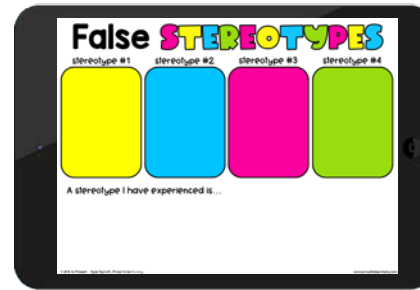 False STEREOTYPES
stereotype #1 stereotype #2 stereotype #3 stereotype #4
A stereotype I have experienced is...